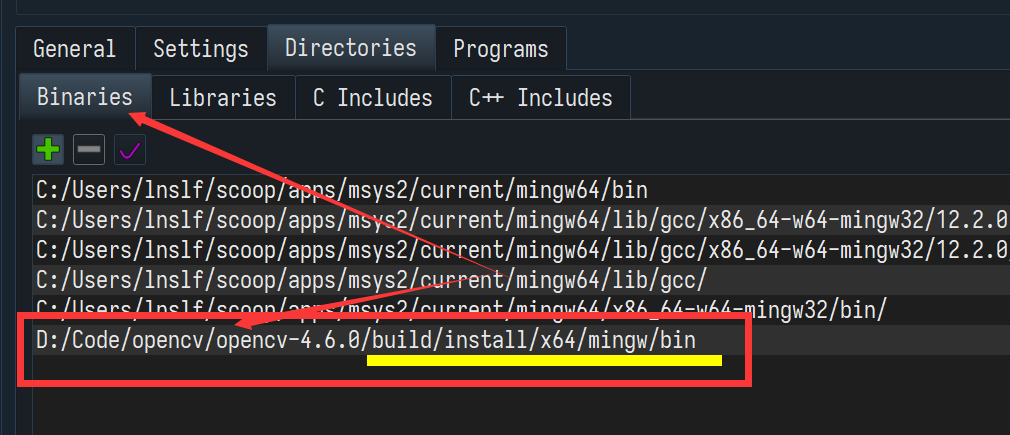 General Settings Directories Programs
Binaries Libraries C Includes C++ Includes
C:/Users/lnslf/scoop/apps/msys2/current/mingw64/bin
C:/Users/lnslf/scoop/apps/msys2/current/mingw64/lib/gcc/x86_64-w64-mingw32/12.2.0
C:/Users/lnslf/scoop/apps/msys2/current/mingw64/lib/gcc/x86_64-w64-mingw32/12.2.0/
C:/Users/lnslf/scoop/apps/msys2/current/mingw64/lib/gcc/
C:/Users/lnslf/scoop/apps/msys2/current/mingw64/x86_64-w64-mingw32/bin/
D:/Code/opencv/opencv-4.6.0/build/install/x64/mingw/bin